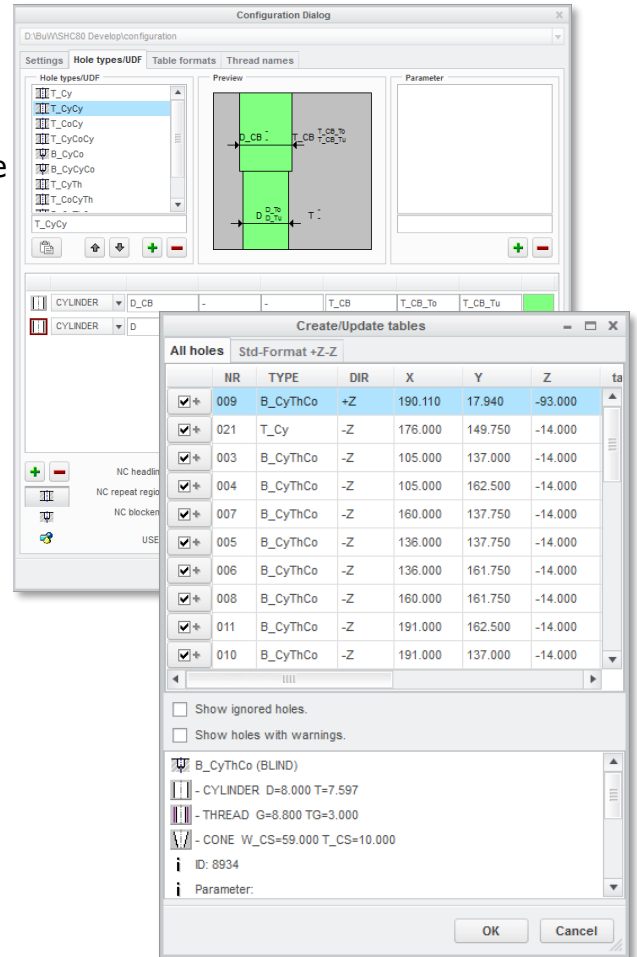 Configuration Dialog x
D:\BuW\SHC80 Develop\configuration
Settings Hole types/UDF Table formats Thread names
Hole types/UDF
T_Cy
T_CyCy
T_CoCy
T_CyCoCy
B_CyCo
B_CyCyCo
T_CyTh
T_CoCyTh
T_CyCy
Preview
D_CB - T_CB T_CB_To
T_CB_Tu
D D_To
D_Tu T -
Parameter
e
CYLINDER D_CB - - T_CB T_CB_To T_CB_Tu
CYLINDER D
NC headlin
NC repeat regio
NC blocken
USE
Create/Update tables x
All holes Std-Format +Z-Z
NR TYPE DIR X Y Z ta
009 B_CyThCo +Z 190.110 17.940 -93.000
021 T_Cy -Z 176.000 149.750 -14.000
003 B_CyThCo -Z 105.000 137.000 -14.000
004 B_CyThCo -Z 105.000 162.500 -14.000
007 B_CyThCo -Z 160.000 137.750 -14.000
005 B_CyThCo -Z 136.000 137.750 -14.000
006 B_CyThCo -Z 136.000 161.750 -14.000
008 B_CyThCo -Z 160.000 161.750 -14.000
011 B_CyThCo -Z 191.000 162.500 -14.000
010 B_CyThCo -Z 191.000 137.000 -14.000
Show ignored holes.
Show holes with warnings.
B_CyThCo (BLIND)
- CYLINDER D=8.000 T=7.597
- THREAD G=8.800 TG=3.000
- CONE W_CS=59.000 T_CS=10.000
i ID: 8934
i Parameter:
OK Cancel